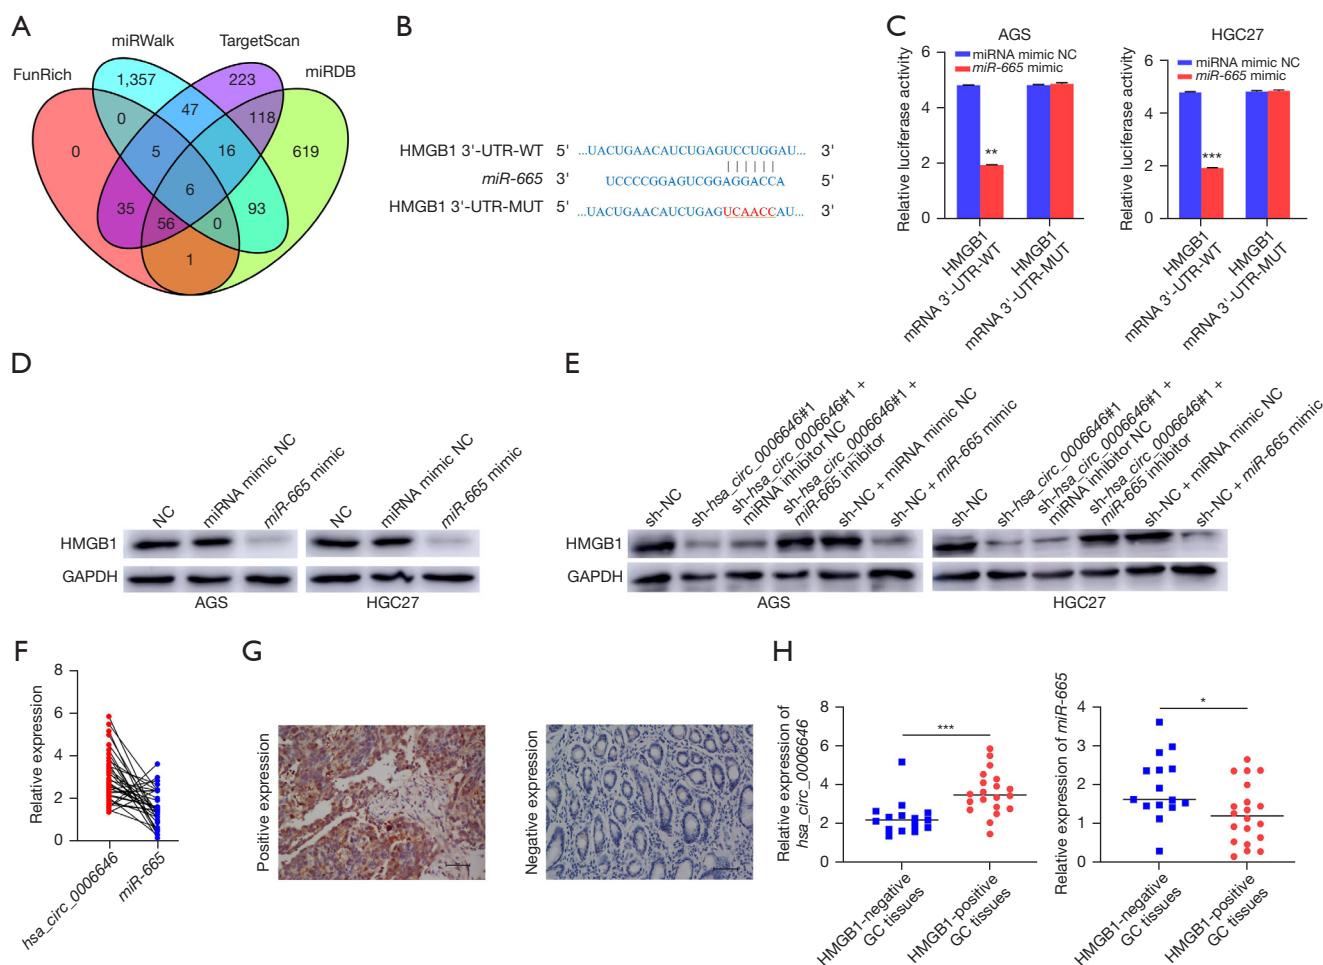 A
FunRich
miRWalk
TargetScan
miRDB
1,357
223
0
47
118
0
5
16
619
6
35
56
0
93
1
B
HMGB1 3'-UTR-WT 5' ...UACUGAACAUCUGAGUCCUGGAU... 3'
miR-665 3' UCCCCGGAGUCGGAGGACCA 5'
HMGB1 3'-UTR-MUT 5' ...UACUGAACAUCUGAGUCAACCAU... 3'
C
AGS
miRNA mimic NC
miR-665 mimic
Relative luciferase activity
6
4
2
0
**
HMGB1
mRNA 3'-UTR-WT
HMGB1
mRNA 3'-UTR-MUT
HGC27
miRNA mimic NC
miR-665 mimic
Relative luciferase activity
6
4
2
0
***
HMGB1
mRNA 3'-UTR-WT
HMGB1
mRNA 3'-UTR-MUT
D
NC
miRNA mimic NC
miR-665 mimic
NC
miRNA mimic NC
miR-665 mimic
HMGB1
GAPDH
AGS
HGC27
E
sh-NC
sh-hsa_circ_0006646#1
sh-hsa_circ_0006646#1 +
miRNA inhibitor NC
sh-hsa_circ_0006646#1 +
miR-665 inhibitor
sh-NC + miRNA mimic NC
sh-NC + miR-665 mimic
sh-NC
sh-hsa_circ_0006646#1
sh-hsa_circ_0006646#1 +
miRNA inhibitor NC
sh-hsa_circ_0006646#1 +
miR-665 inhibitor
sh-NC + miRNA mimic NC
sh-NC + miR-665 mimic
HMGB1
GAPDH
AGS
HGC27
F
Relative expression
8
6
4
2
0
hsa_circ_0006646
miR-665
G
Positive expression
Negative expression
H
Relative expression of
hsa_circ_0006646
8
6
4
2
0
***
HMGB1-negative
GC tissues
HMGB1-positive
GC tissues
Relative expression of miR-665
4
3
2
1
0
*
HMGB1-negative
GC tissues
HMGB1-positive
GC tissues